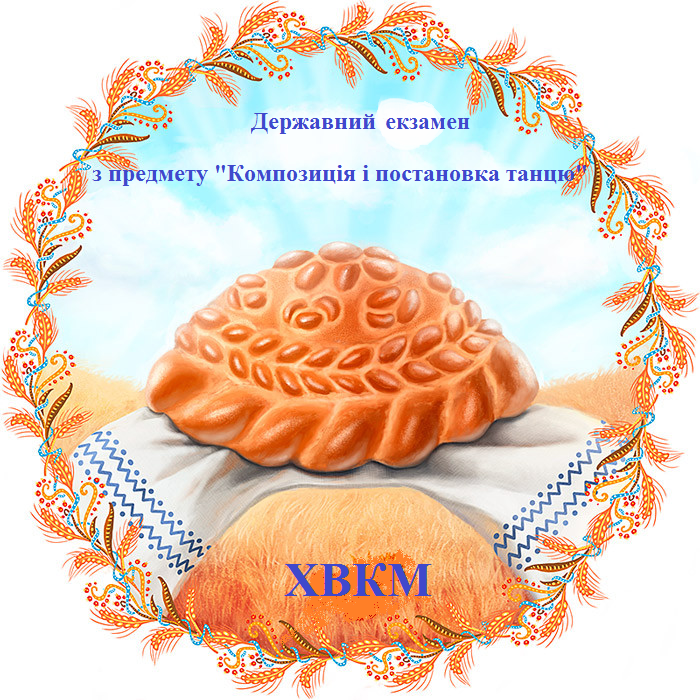 Державний екзамен
з предмету "Композиція і постановка танцю"
ХВКМ